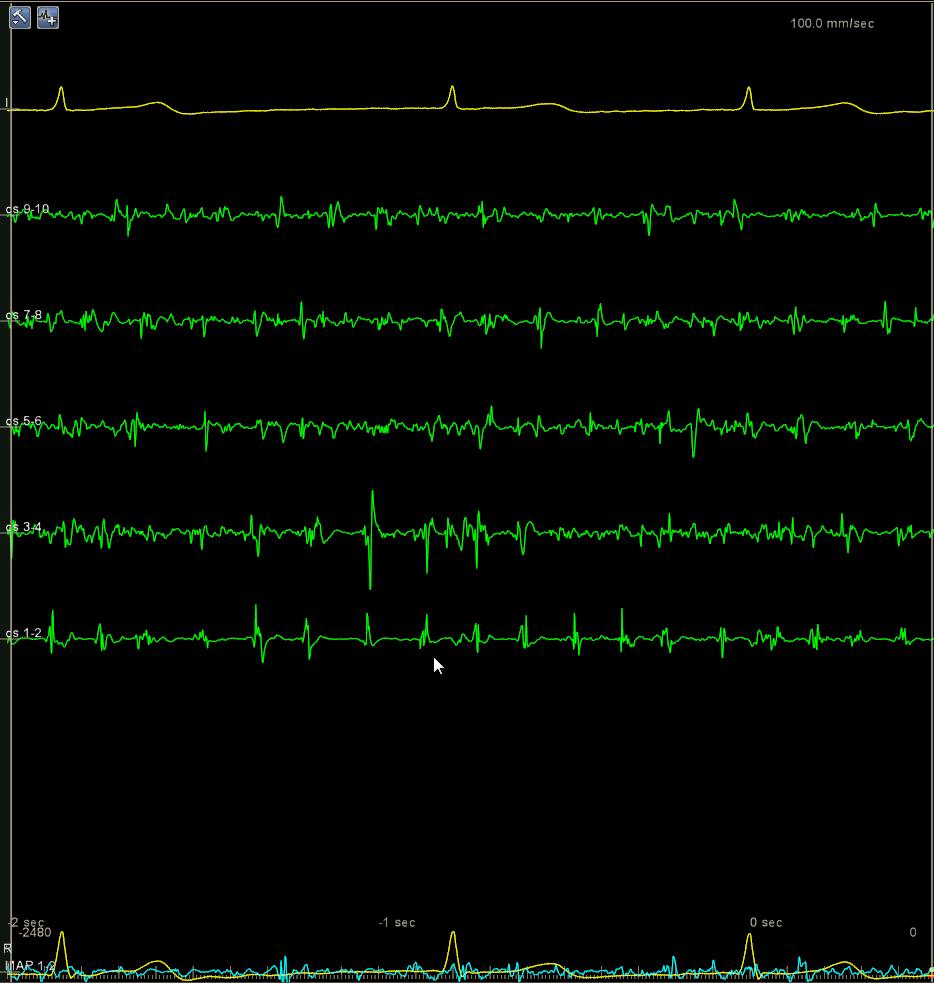 100.0 mm/sec
I
cs 9-10
cs 7-8
cs 5-6
cs 3-4
cs 1-2
-2 sec
-1 sec
0 sec
-2480
0
R
MAP 1-2